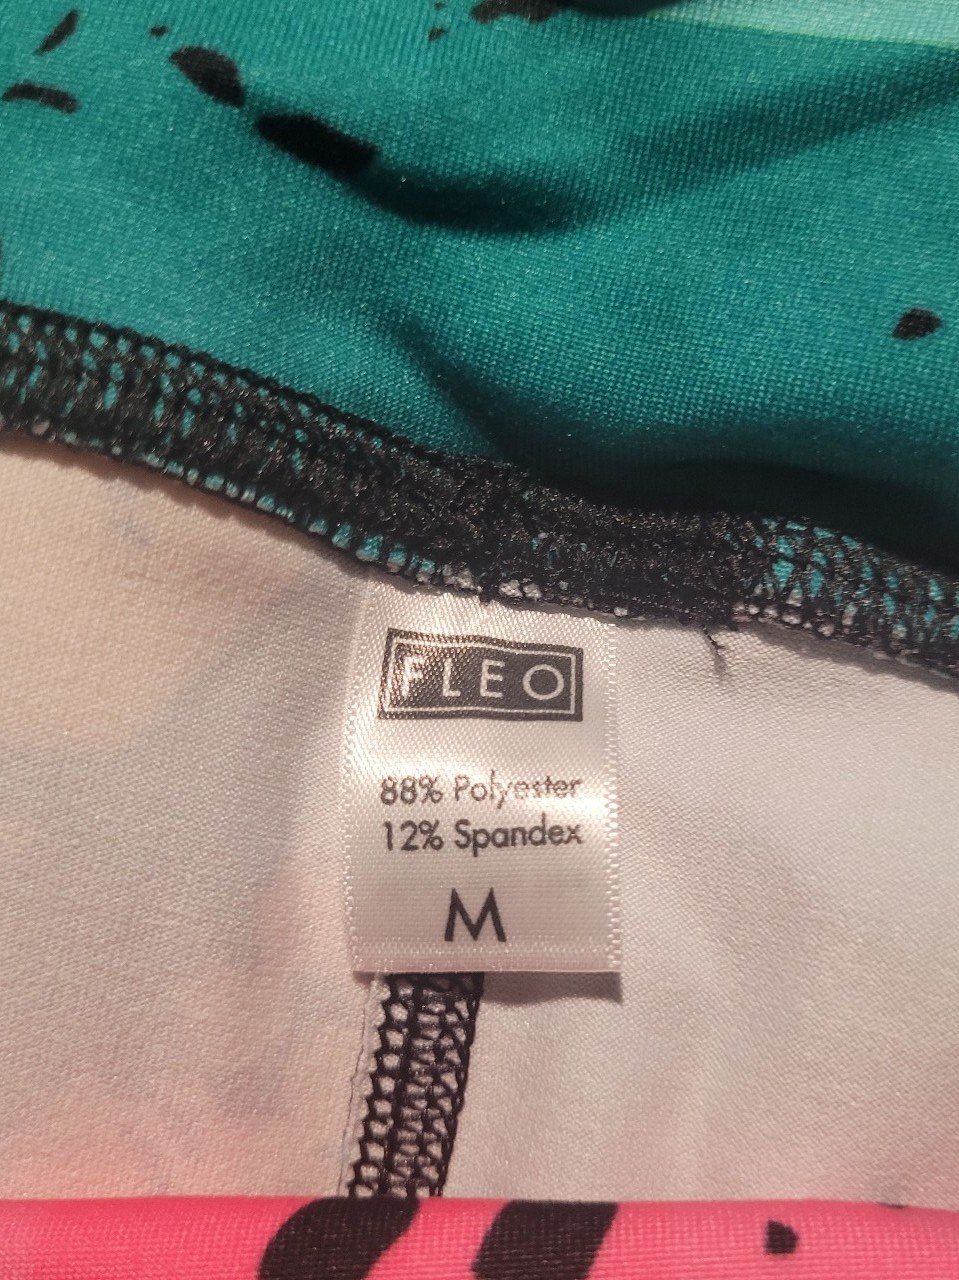 FLEO
88% Polyester
12% Spandex
M